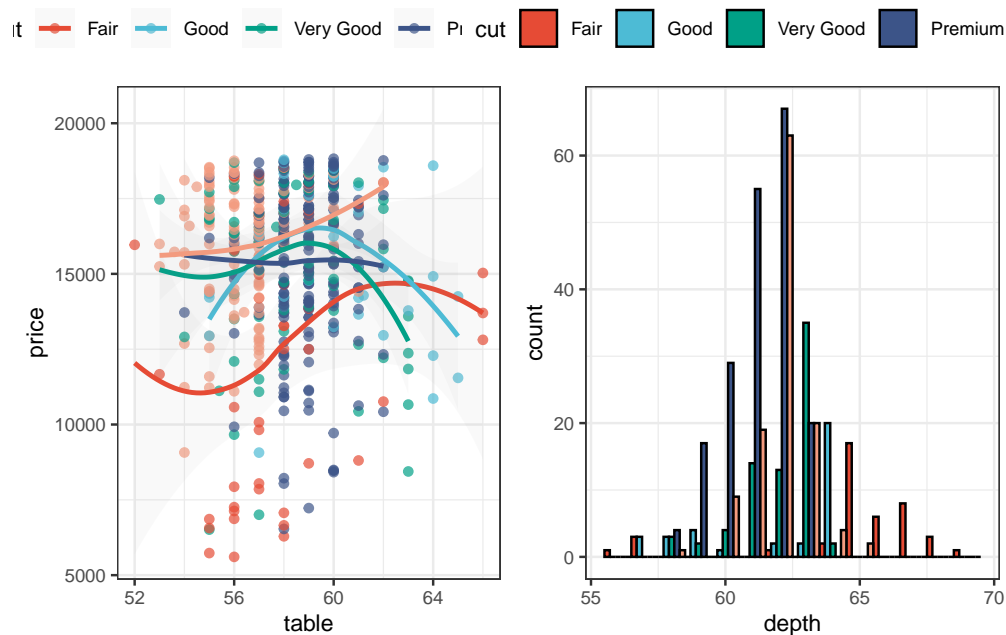 Fair Good Very Good
cut Fair Good Very Good Premium
price
20000
15000
10000
5000
52 56 60 64
table
count
60
40
20
0
55 60 65 70
depth